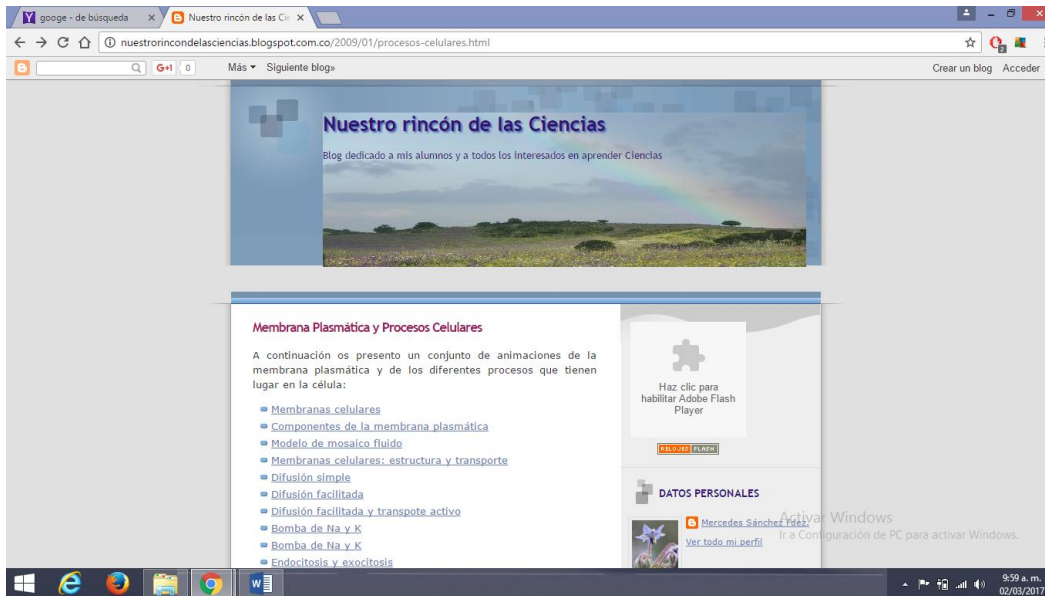 googe - de búsqueda
Nuestro rincón de las Cie
nuestrorincondelasciencias.blogspot.com.co/2009/01/procesos-celulares.html
2
G+1 0 Más Siguiente blog» Crear un blog Acceder
Nuestro rincón de las Ciencias
Blog dedicado a mis alumnos y a todos los interesados en aprender Ciencias
Membrana Plasmática y Procesos Celulares
A continuación os presento un conjunto de animaciones de la
membrana plasmática y de los diferentes procesos que tienen
lugar en la célula:
Membranas celulares
Componentes de la membrana plasmática
Modelo de mosaico fluido
Membranas celulares: estructura y transporte
Difusión simple
Difusión facilitada
Difusión facilitada y transpote activo
Bomba de Na y K
Bomba de Na y K
Endocitosis y exocitosis
Haz clic para
habilitar Adobe Flash
Player
RELOJES FLASH
DATOS PERSONALES
Mercedes Sánchez Fdez.
Ver todo mi perfil
Activar Windows
Ir a Configuración de PC para activar Windows.
9:59 a. m.
02/03/2017